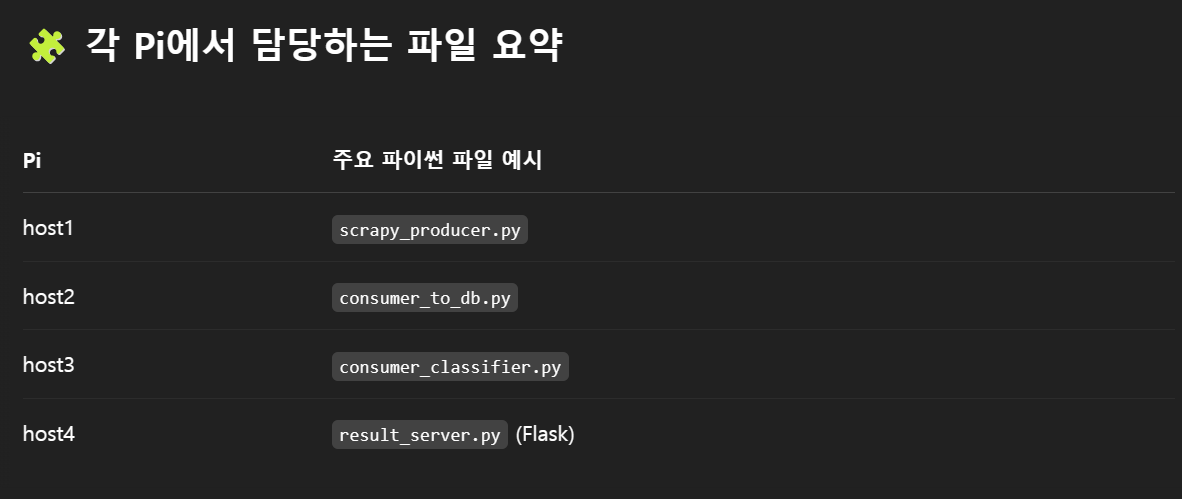 각 Pi에서 담당하는 파일 요약
Pi 주요 파이썬 파일 예시
host1 scrapy_producer.py
host2 consumer_to_db.py
host3 consumer_classifier.py
host4 result_server.py (Flask)